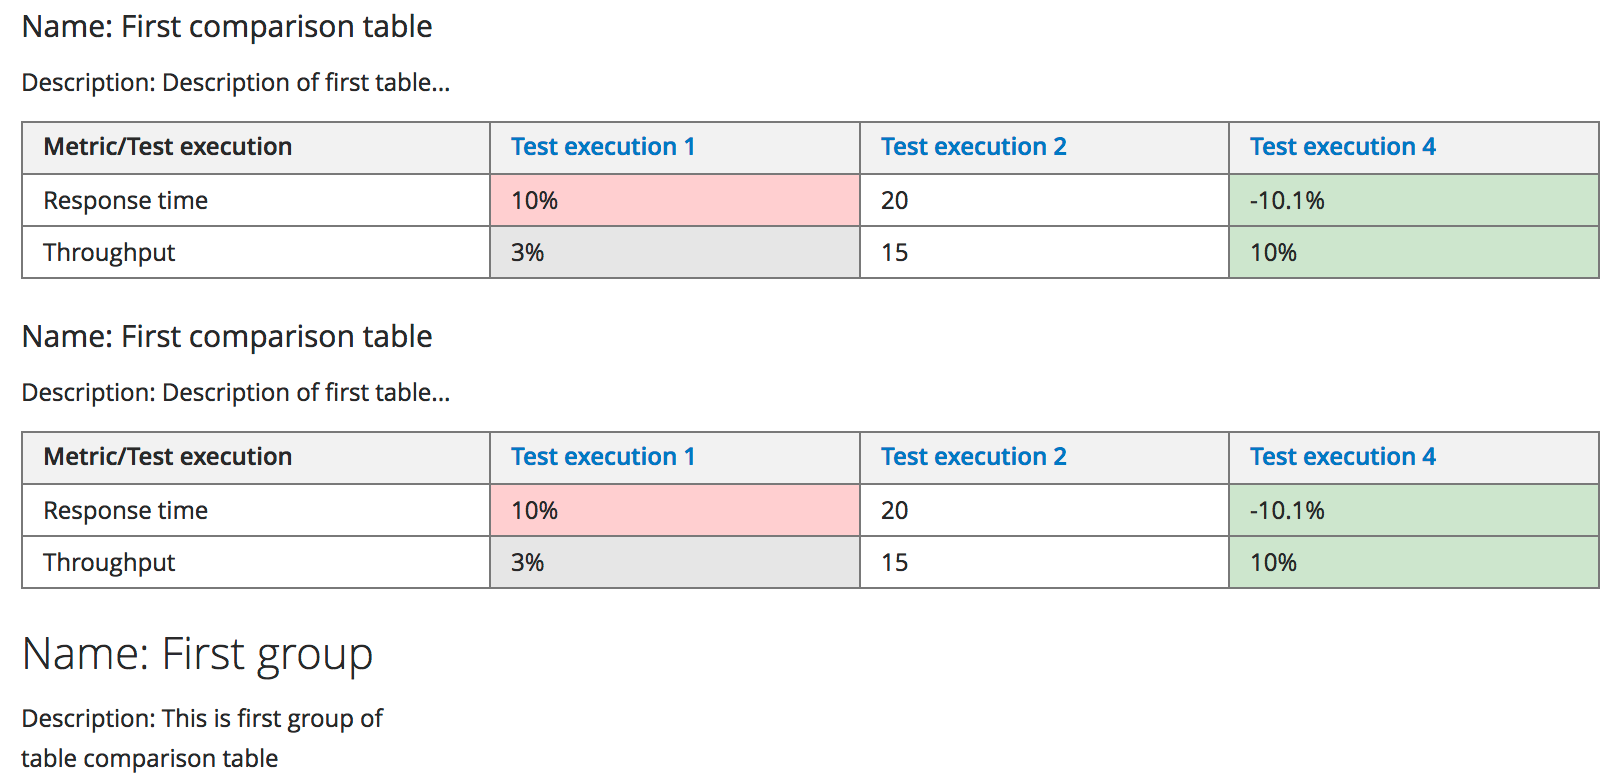 Name: First comparison table
Description: Description of first table...
Metric/Test execution Test execution 1 Test execution 2 Test execution 4
Response time 10% 20 -10.1%
Throughput 3% 15 10%
Name: First comparison table
Description: Description of first table...
Metric/Test execution Test execution 1 Test execution 2 Test execution 4
Response time 10% 20 -10.1%
Throughput 3% 15 10%
Name: First group
Description: This is first group of
table comparison table